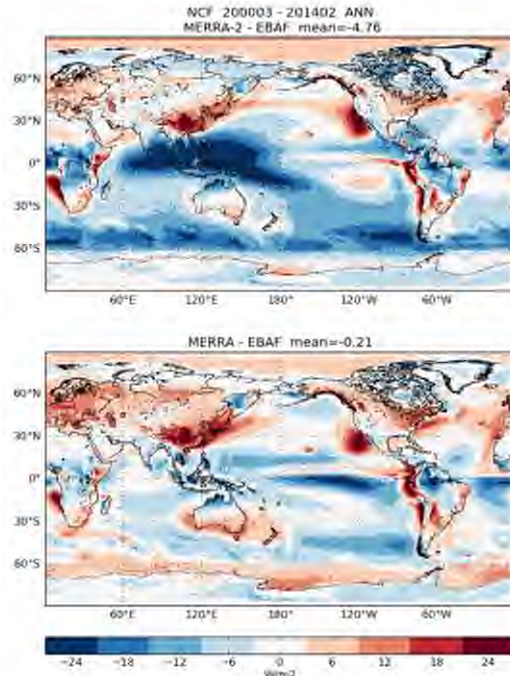 NCF 200003 - 201402 ANN
MERRA-2 - EBAF mean=-4.76
60°N
30°N
0°
30°S
60°S
60°E 120°E 180° 120°W 60°W
MERRA - EBAF mean=-0.21
60°N
30°N
0°
30°S
60°S
60°E 120°E 180° 120°W 60°W
−24 −18 −12 −6 0 6 12 18 24